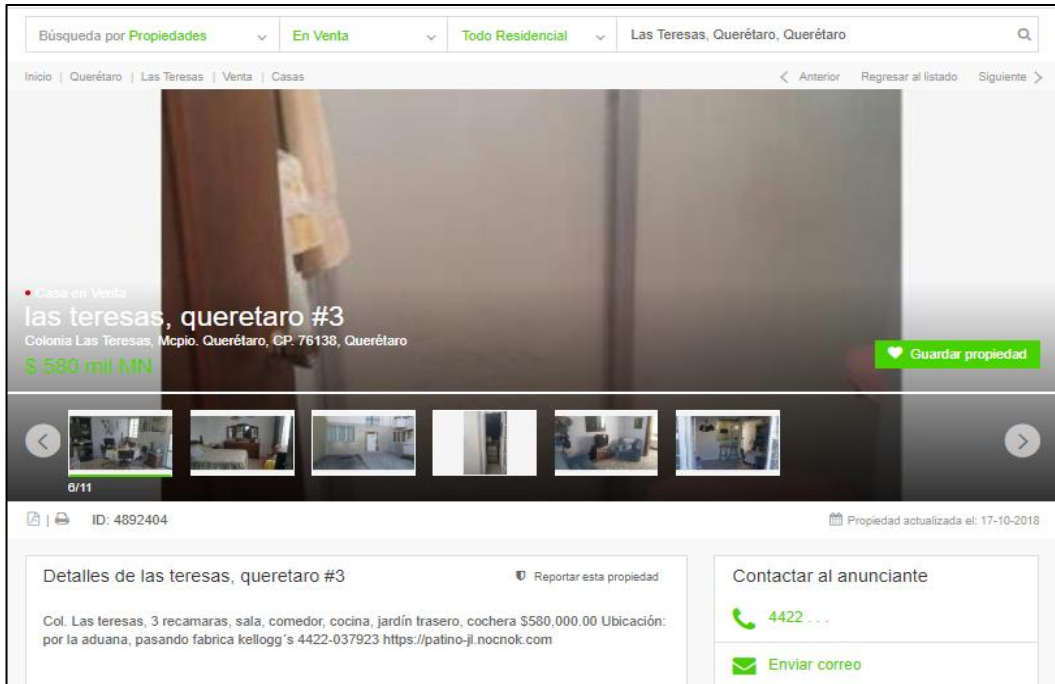 Búsqueda por Propiedades
En Venta
Todo Residencial
Las Teresas, Querétaro, Querétaro
Inicio | Querétaro | Las Teresas | Venta | Casas
Anterior Regresar al listado Siguiente
Casa en Venta
las teresas, queretaro #3
Colonia Las Teresas, Mcpio. Querétaro, CP. 76138, Querétaro
$ 580 mil MN
Guardar propiedad
6/11
ID: 4892404
Propiedad actualizada el: 17-10-2018
Detalles de las teresas, queretaro #3
Reportar esta propiedad
Col. Las teresas, 3 recamaras, sala, comedor, cocina, jardín trasero, cochera $580,000.00 Ubicación:
por la aduana, pasando fabrica kellogg´s 4422-037923 https://patino-jl.nocnok.com
Contactar al anunciante
4422 . . .
Enviar correo